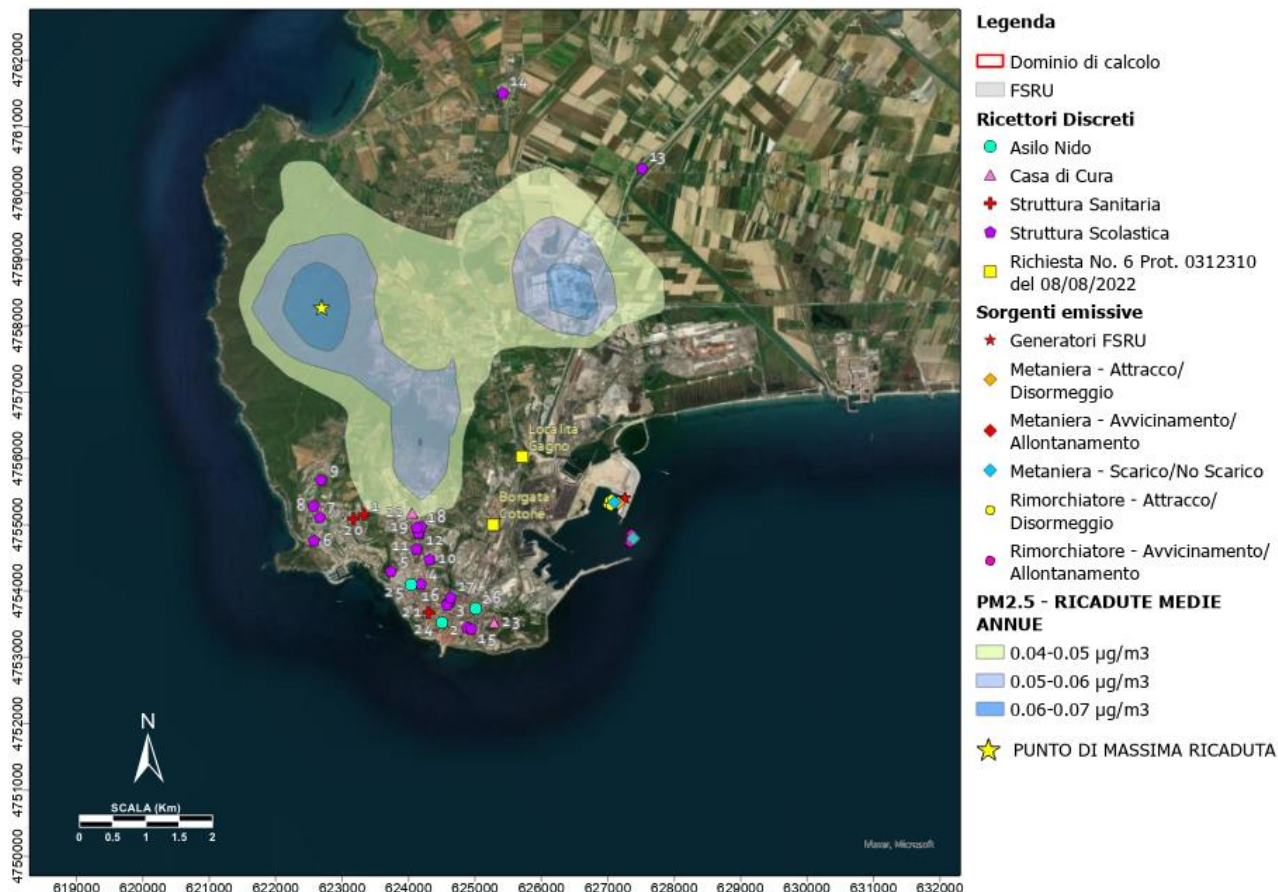 Legenda
Dominio di calcolo
FSRU
Ricettori Discreti
Asilo Nido
Casa di Cura
Struttura Sanitaria
Struttura Scolastica
Richiesta No. 6 Prot. 0312310
del 08/08/2022
Sorgenti emissive
Generatori FSRU
Metaniera - Attracco/
Disormeggio
Metaniera - Avvicinamento/
Allontanamento
Metaniera - Scarico/No Scarico
Rimorchiatore - Attracco/
Disormeggio
Rimorchiatore - Avvicinamento/
Allontanamento
PM2.5 - RICADUTE MEDIE
ANNUE
0.04-0.05 µg/m3
0.05-0.06 µg/m3
0.06-0.07 µg/m3
PUNTO DI MASSIMA RICADUTA
4762000
4761000
4760000
4759000
4758000
4757000
4756000
4755000
4754000
4753000
4752000
4751000
4750000
14
13
Località
Gagno
Borgata
Cotone
9
8
7
6
20
1
22
18
19
12
11
10
5
4
25
16
17
26
3
21
24
2
15
23
N
SCALA (Km)
0 0.5 1 1.5 2
Maxar, Microsoft
619000 620000 621000 622000 623000 624000 625000 626000 627000 628000 629000 630000 631000 632000